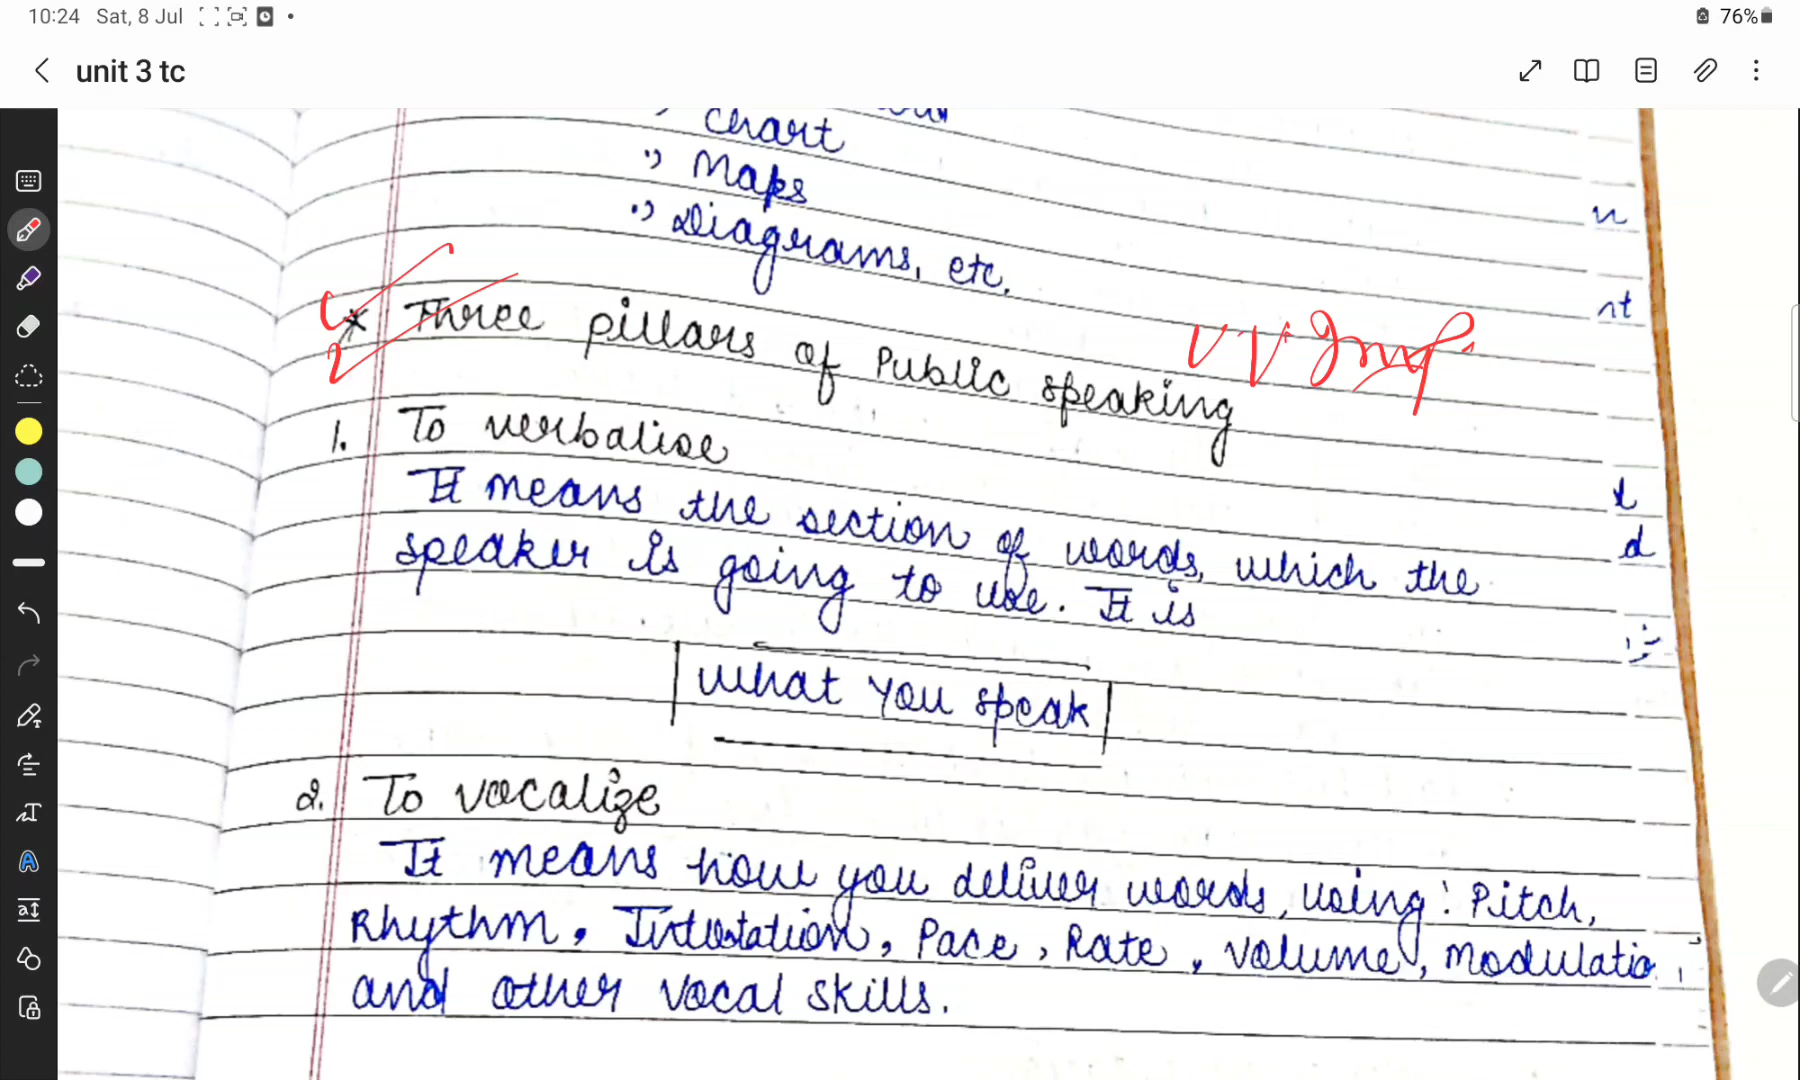 10:24 Sat, 8 Jul
76%
unit 3 tc
Chart
Maps
Diagrams, etc.
n
nt
* Three pillars of Public speaking
VV Imp.
1. To verbalise
t
It means the section of words, which the
d
speaker is going to use. It is
What You speak
2. To vocalize
It means how you deliver words, using: Pitch,
Rhythm, Intotation, Pace, Rate, volume, Modulatio
and other vocal skills.